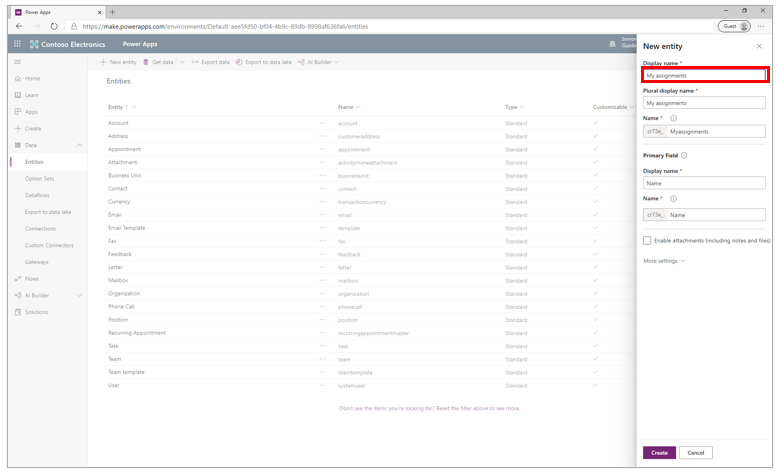 Power Apps
https://make.powerapps.com/environments/Default-aee5fd50-bf04-4b9c-89db-8998af636fa6/entities
Guest
Contoso Electronics Power Apps
Guide
New entity Get data Export data Export to data lake AI Builder
Home
Learn
Apps
Create
Data
Entities
Option Sets
Dataflows
Export to data lake
Connections
Custom Connectors
Gateways
Flows
AI Builder
Solutions
Entities
Entity Name Type Customizable
Account account Standard
Address customeraddress Standard
Appointment appointment Standard
Attachment activitymimeattachment Standard
Business Unit businessunit Standard
Contact contact Standard
Currency transactioncurrency Standard
Email email Standard
Email Template template Standard
Fax fax Standard
Feedback feedback Standard
Letter letter Standard
Mailbox mailbox Standard
Organization organization Standard
Phone Call phonecall Standard
Position position Standard
Recurring Appointment recurringappointmentmaster Standard
Task task Standard
Team team Standard
Team template teamtemplate Standard
User systemuser Standard
Don't see the items you're looking for? Reset the filter above to see more.
New entity
Display name *
My assignments
Plural display name *
My assignments
Name *
cr73e_ Myassignments
Primary Field
Display name *
Name
Name *
cr73e_ Name
Enable attachments (including notes and files)
More settings
Create Cancel